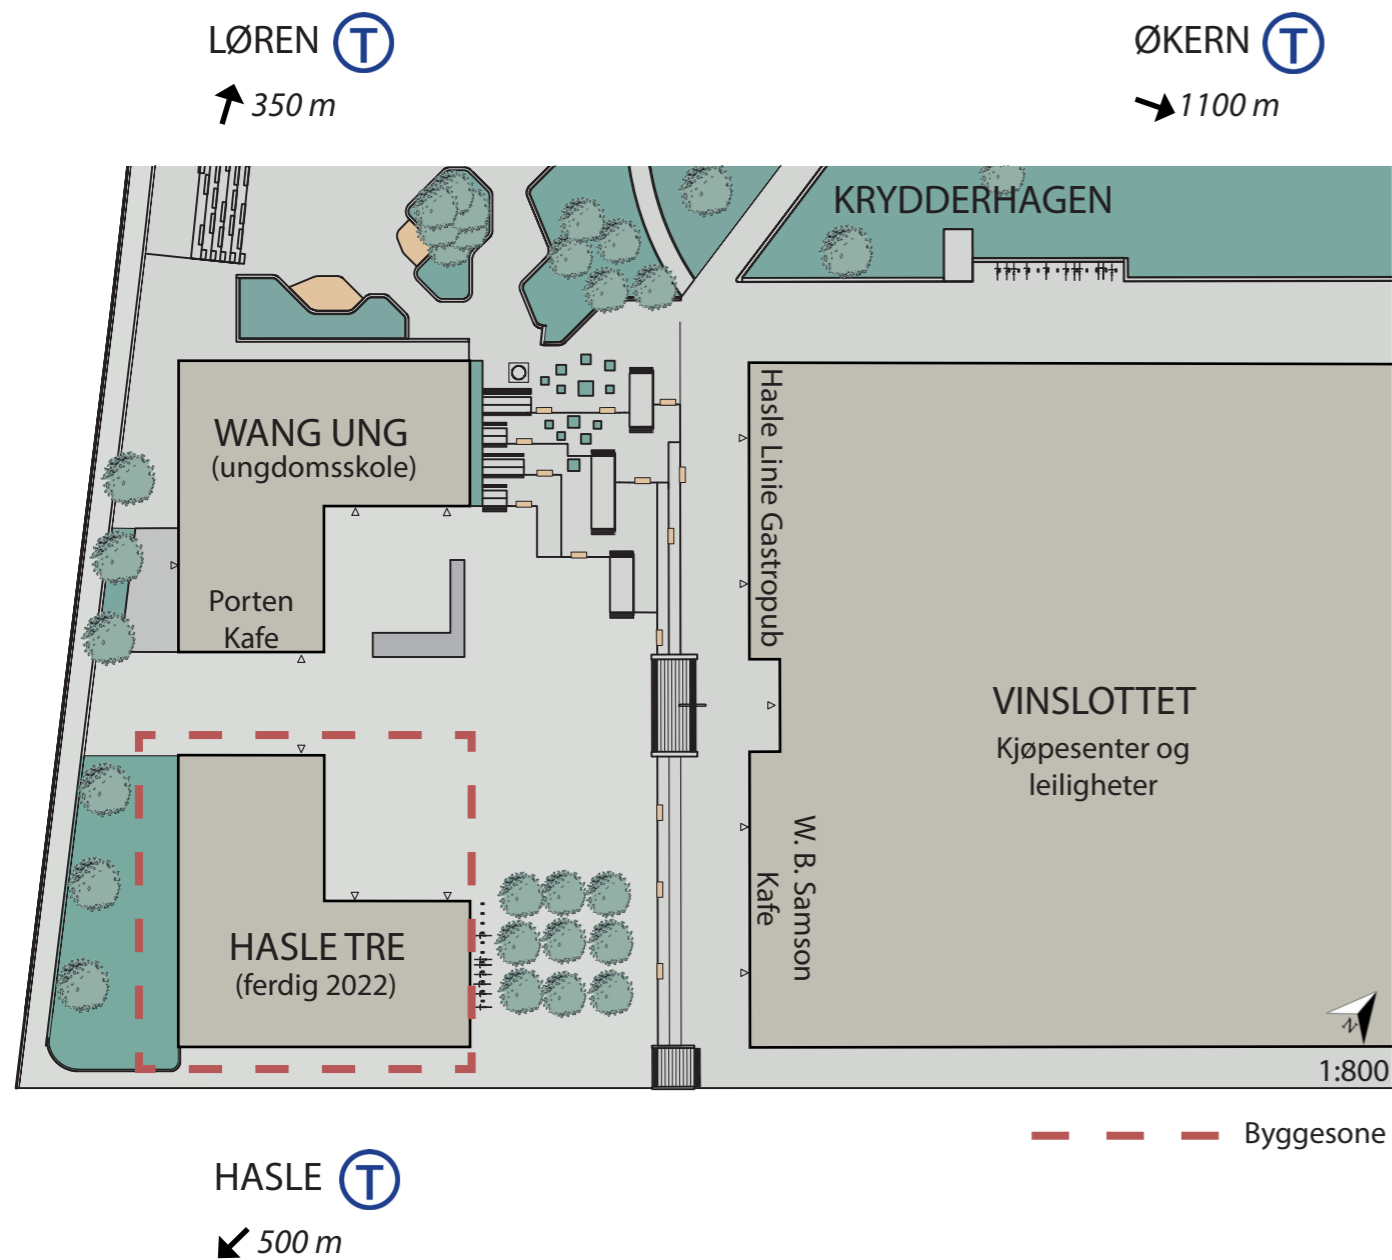 LØREN T
350 m
ØKERN T
1100 m
KRYDDERHAGEN
WANG UNG
(ungdomsskole)
Hasle Linie Gastropub
Porten
Kafe
VINSLOTTET
Kjøpesenter og
leiligheter
W. B. Samson
Kafe
HASLE TRE
(ferdig 2022)
N
1:800
Byggesone
HASLE T
500 m